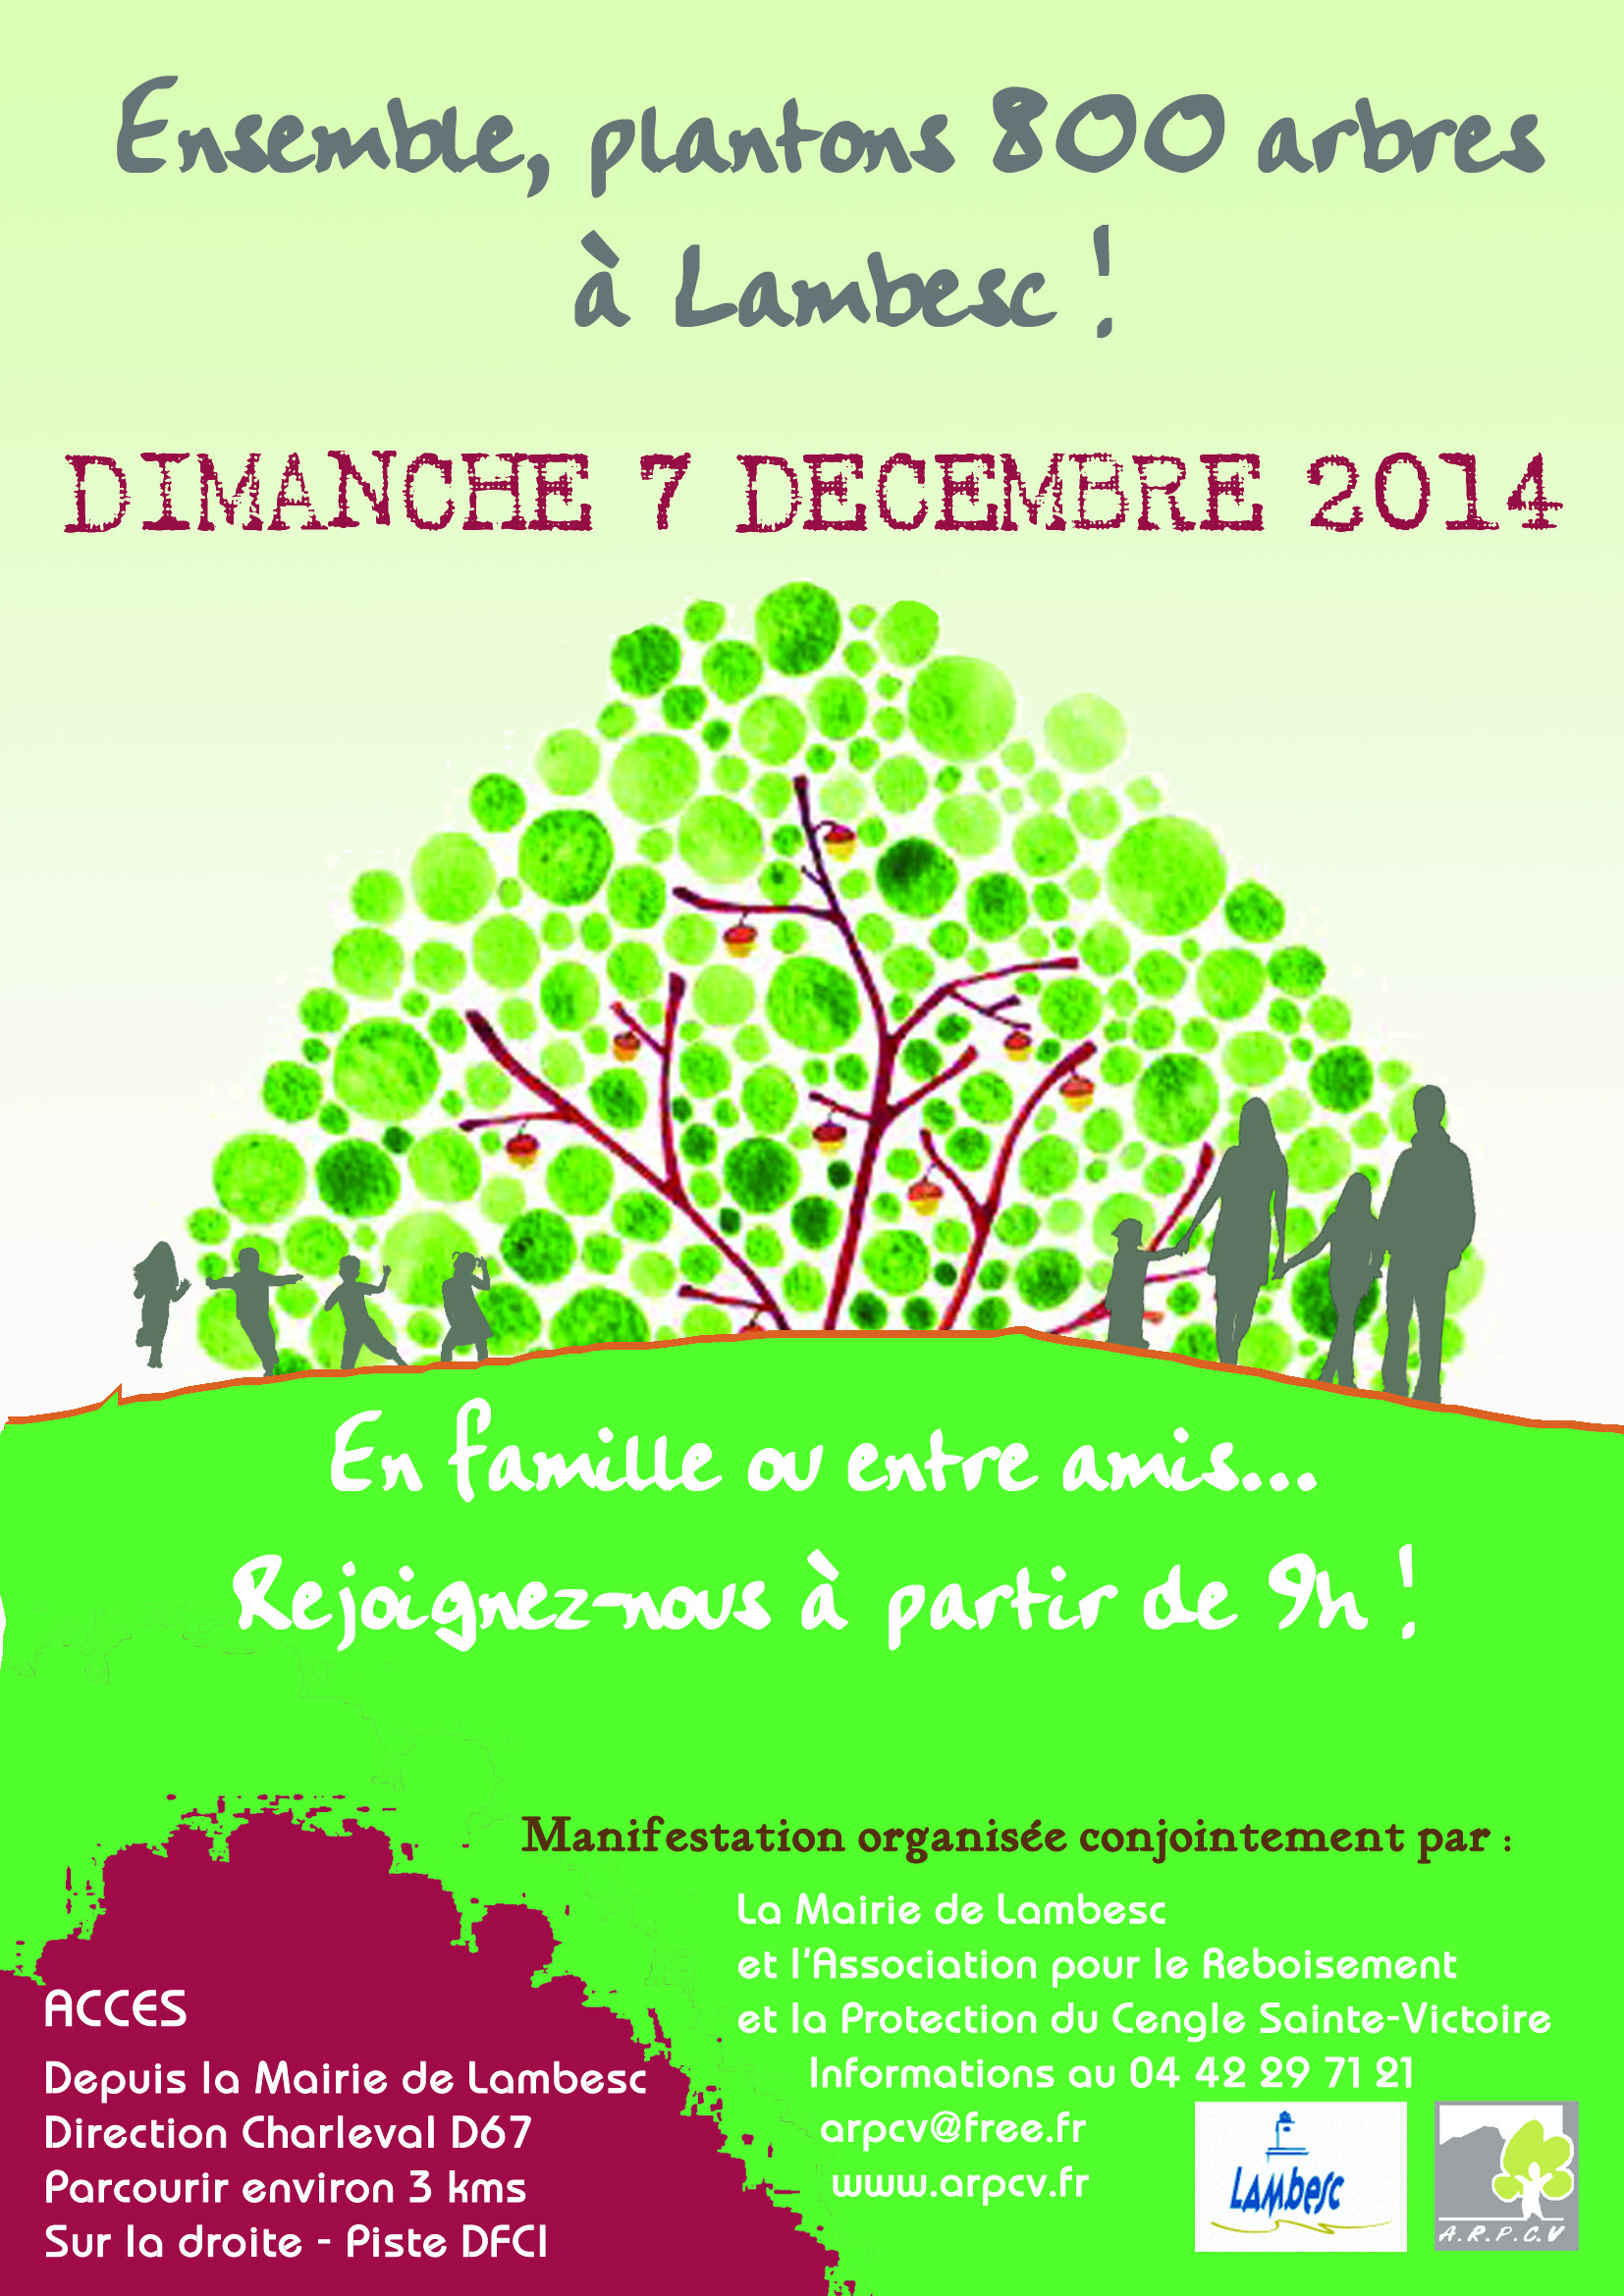 Ensemble, plantons 800 arbres
à Lambesc !
DIMANCHE 7 DECEMBRE 2014
En famille ou entre amis...
Rejoignez-nous à partir de 9h !
Manifestation organisée conjointement par :
La Mairie de Lambesc
et l'Association pour le Reboisement
et la Protection du Cengle Sainte-Victoire
Informations au 04 42 29 71 21
arpcv@free.fr
www.arpcv.fr
ACCES
Depuis la Mairie de Lambesc
Direction Charleval D67
Parcourir environ 3 kms
Sur la droite - Piste DFCI
Lambesc
A.R.P.C.V